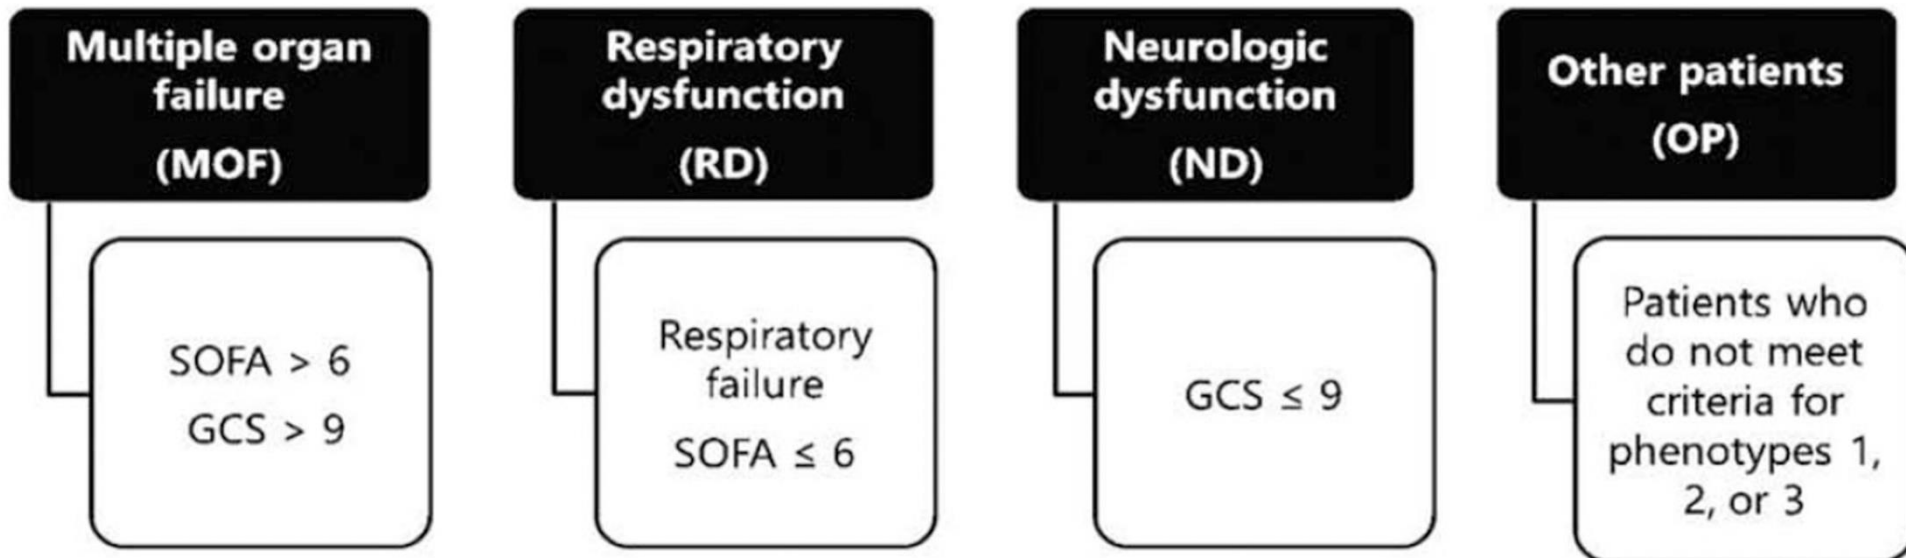 Multiple organ
failure
(MOF)
SOFA > 6
GCS > 9
Respiratory
dysfunction
(RD)
Respiratory
failure
SOFA ≤ 6
Neurologic
dysfunction
(ND)
GCS ≤ 9
Other patients
(OP)
Patients who
do not meet
criteria for
phenotypes 1,
2, or 3